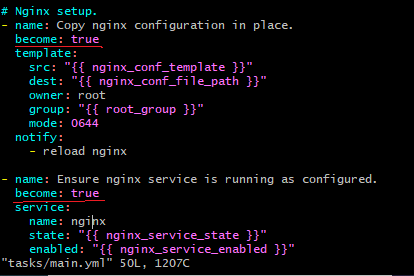 # Nginx setup.
- name: Copy nginx configuration in place.
  become: true
  template:
    src: "{{ nginx_conf_template }}"
    dest: "{{ nginx_conf_file_path }}"
    owner: root
    group: "{{ root_group }}"
    mode: 0644
  notify:
    - reload nginx

- name: Ensure nginx service is running as configured.
  become: true
  service:
    name: nginx
    state: "{{ nginx_service_state }}"
    enabled: "{{ nginx_service_enabled }}"
"tasks/main.yml" 50L, 1207C